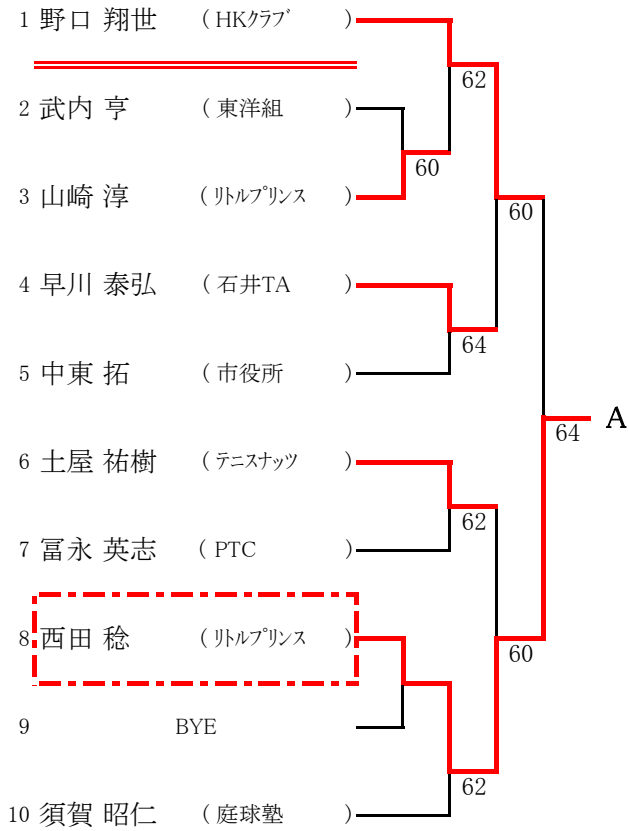 1 野口 翔世 (HKクラブ )
62
2 武内 亨 (東洋組 )
60
3 山崎 淳 (リトルプリンス )
60
4 早川 泰弘 (石井TA )
64
5 中東 拓 (市役所 )
64 A
6 土屋 祐樹 (テニスナッツ )
62
7 冨永 英志 (PTC )
8 西田 稔 (リトルプリンス )
60
9 BYE
62
10 須賀 昭仁 (庭球塾 )